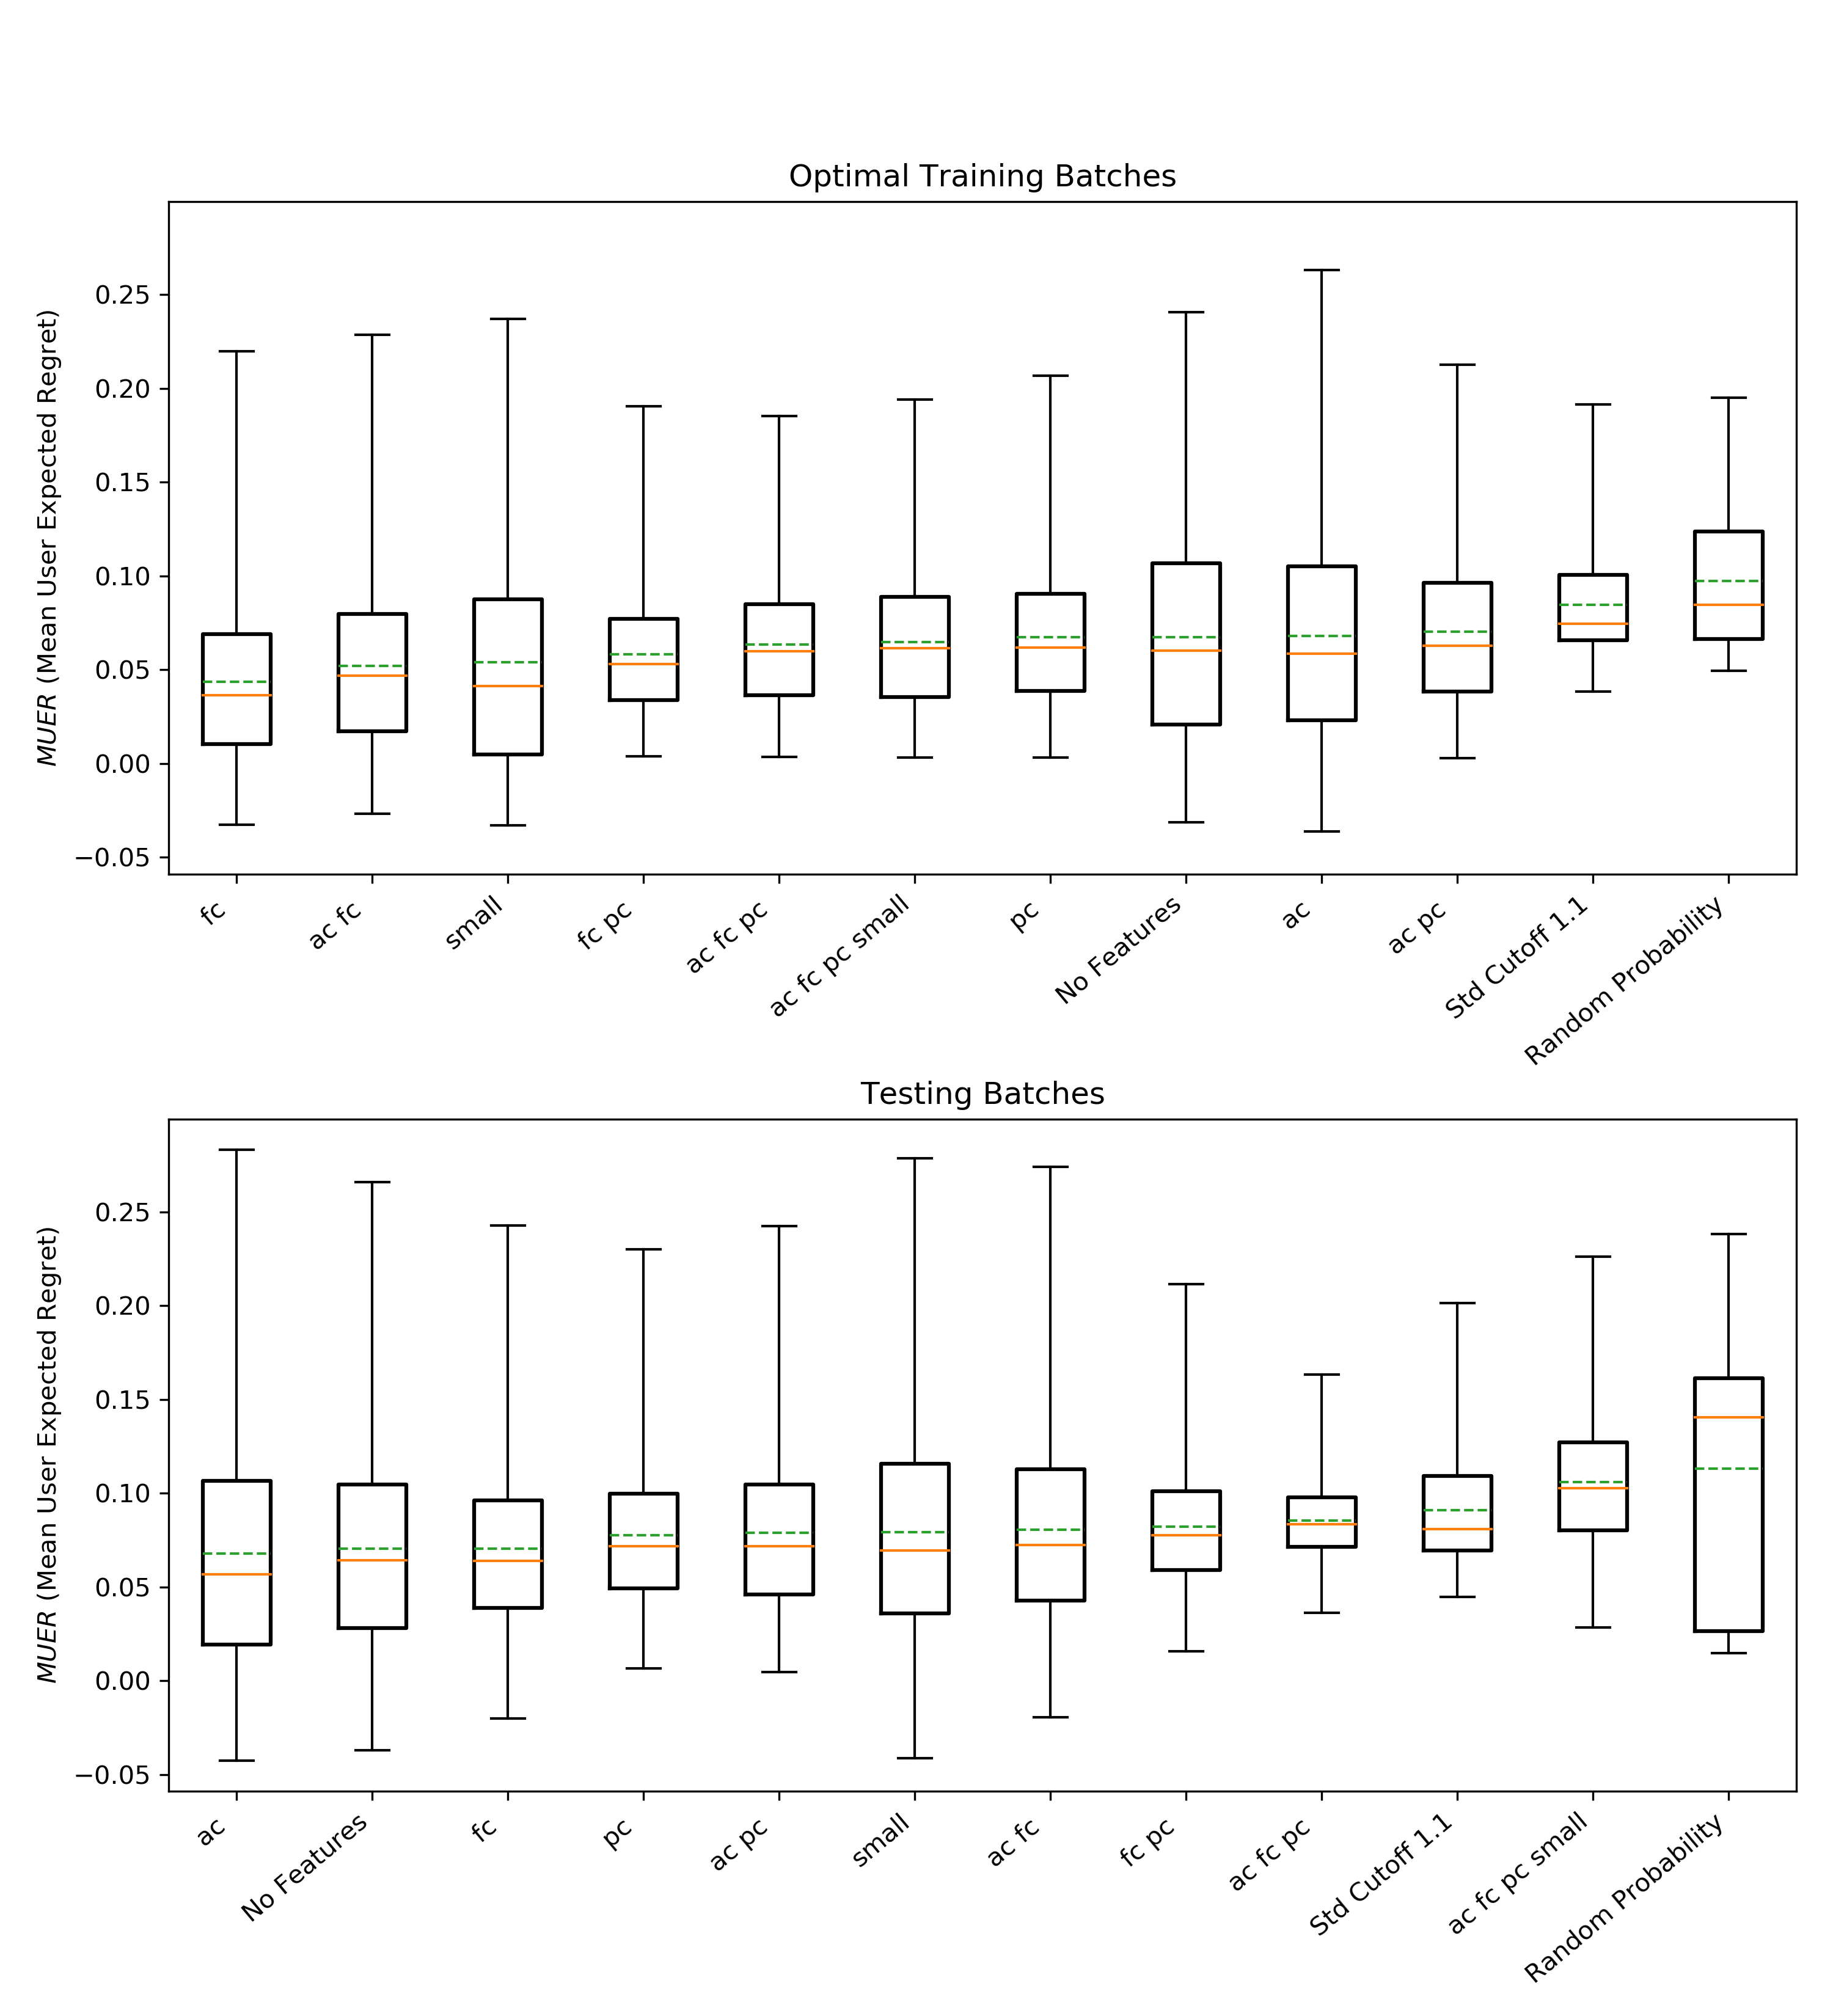 Optimal Training Batches
MUER (Mean User Expected Regret)
0.25
0.20
0.15
0.10
0.05
0.00
−0.05
fc
ac fc
small
fc pc
ac fc pc
ac fc pc small
pc
No Features
ac
ac pc
Std Cutoff 1.1
Random Probability
Testing Batches
MUER (Mean User Expected Regret)
0.25
0.20
0.15
0.10
0.05
0.00
−0.05
ac
No Features
fc
pc
ac pc
small
ac fc
fc pc
ac fc pc
Std Cutoff 1.1
ac fc pc small
Random Probability